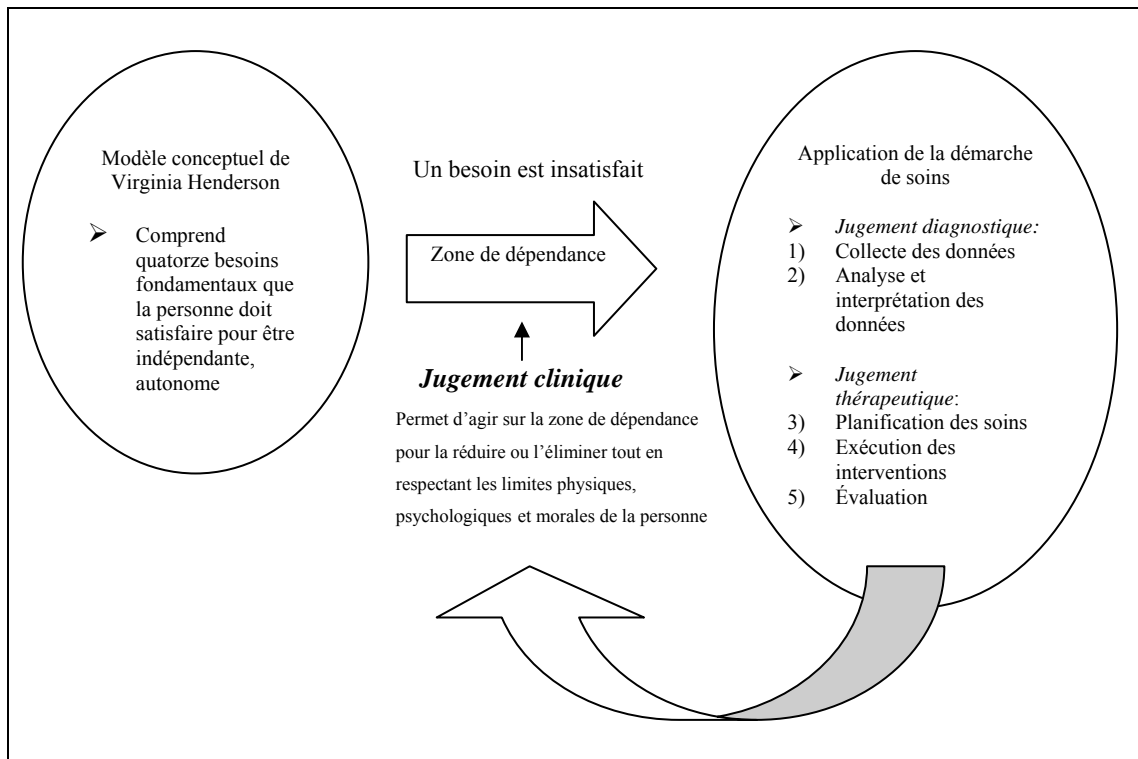 Modèle conceptuel de
Virginia Henderson
➢ Comprend
quatorze besoins
fondamentaux que
la personne doit
satisfaire pour être
indépendante,
autonome
Un besoin est insatisfait
Zone de dépendance
Jugement clinique
Permet d’agir sur la zone de dépendance
pour la réduire ou l’éliminer tout en
respectant les limites physiques,
psychologiques et morales de la personne
Application de la démarche
de soins
➢ Jugement diagnostique:
1) Collecte des données
2) Analyse et
interprétation des
données
➢ Jugement
thérapeutique:
3) Planification des soins
4) Exécution des
interventions
5) Évaluation